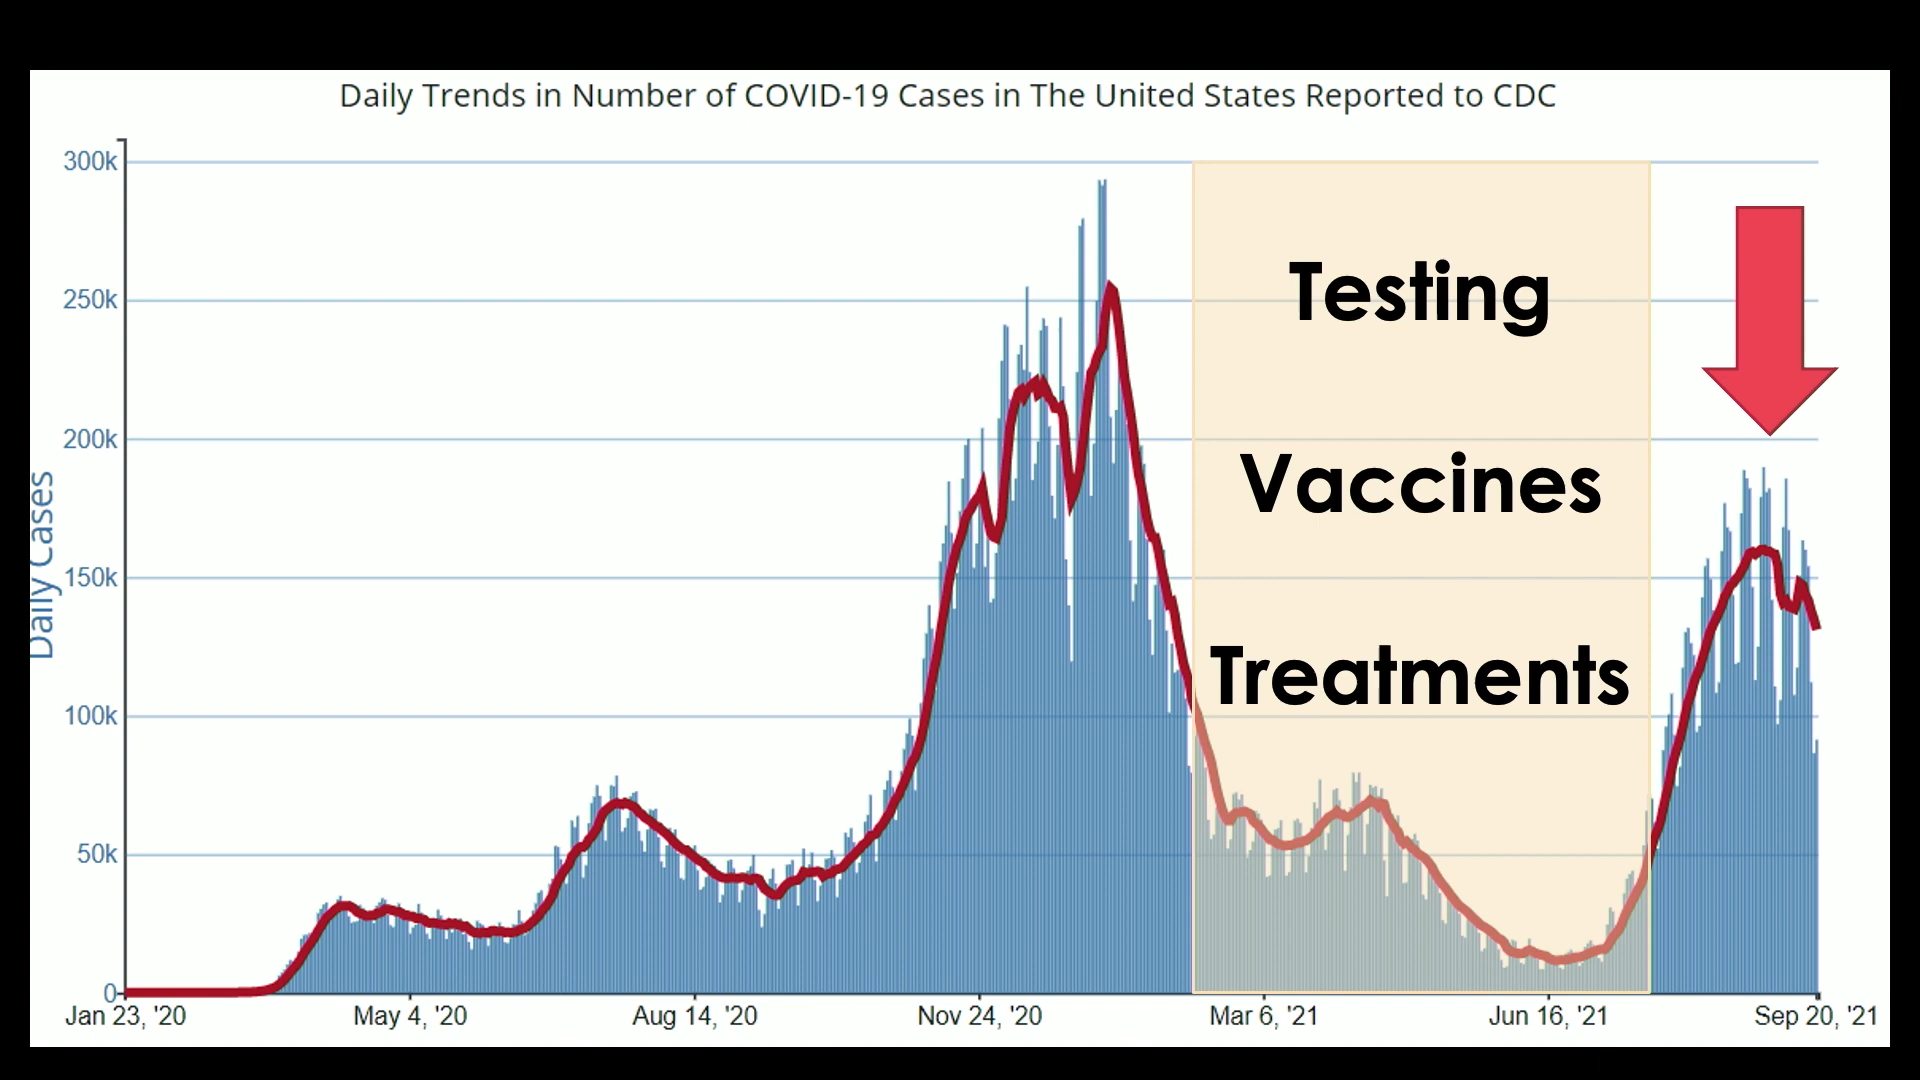 Daily Trends in Number of COVID-19 Cases in The United States Reported to CDC
Daily Cases
300k
250k
200k
150k
100k
50k
0
Testing
Vaccines
Treatments
Jan 23, '20
May 4, '20
Aug 14, '20
Nov 24, '20
Mar 6, '21
Jun 16, '21
Sep 20, '21